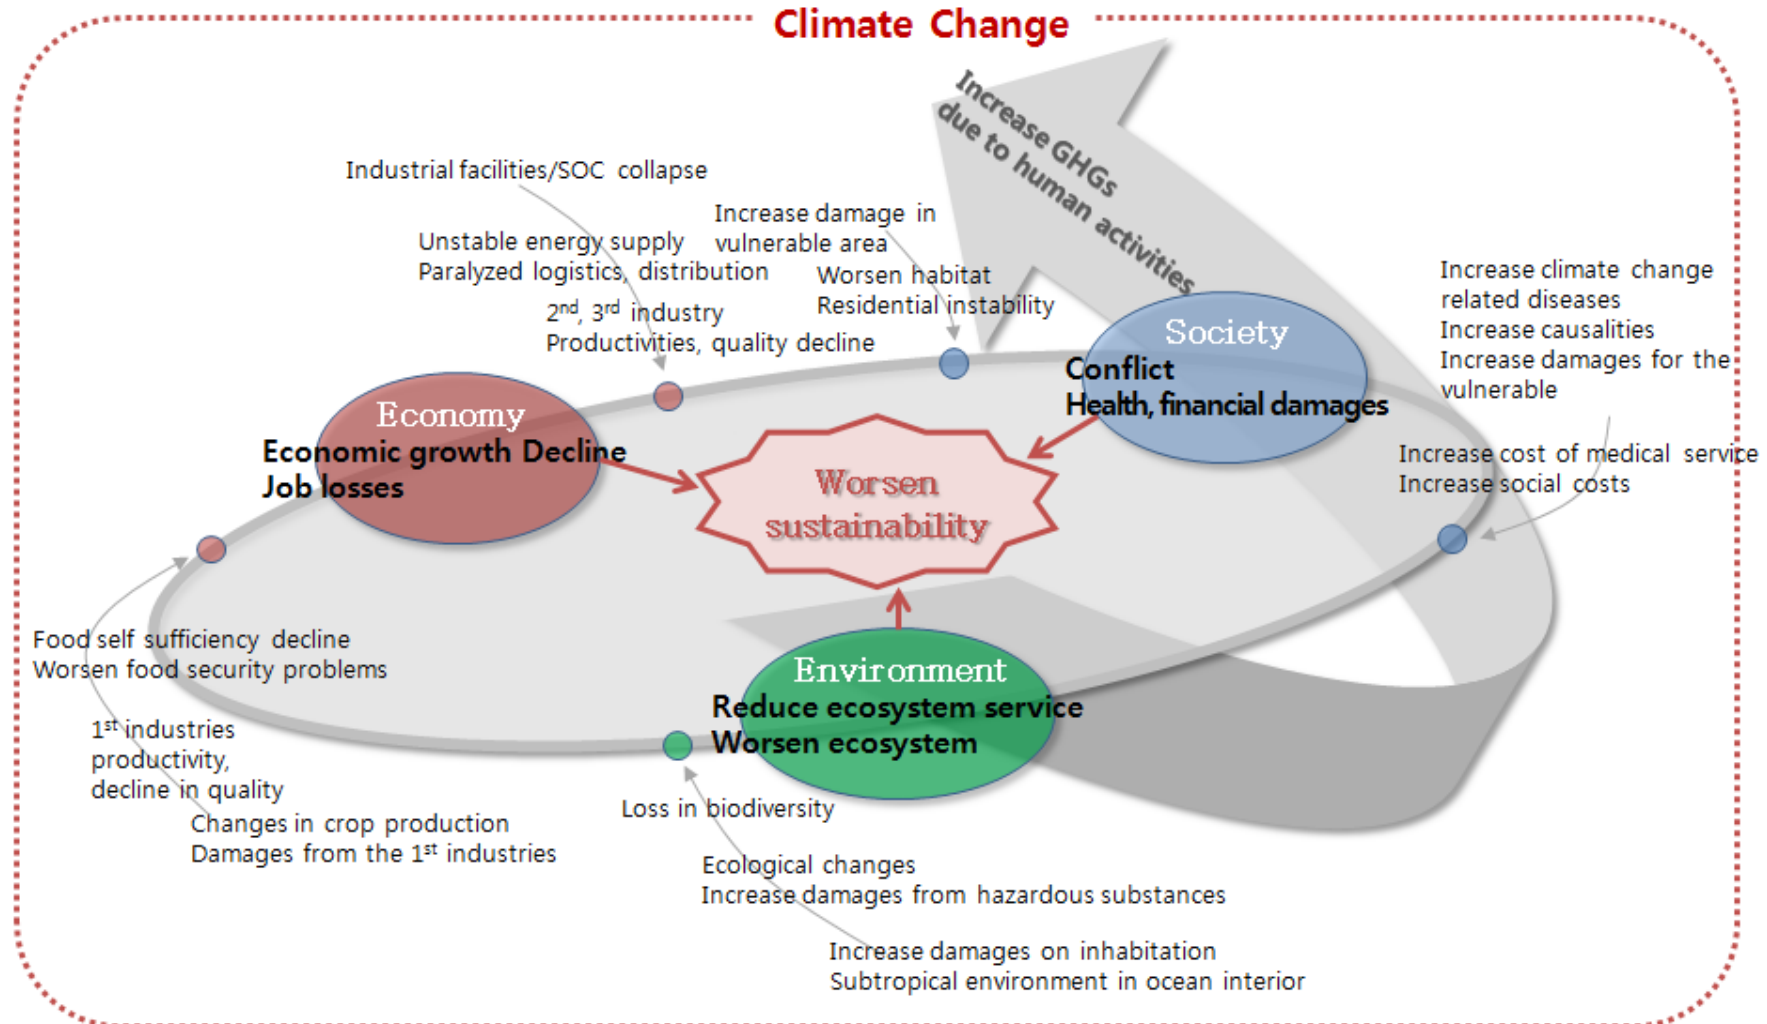 Climate Change
Increase GHGs
due to human activities
Industrial facilities/SOC collapse
Unstable energy supply
Paralyzed logistics, distribution
2nd, 3rd industry
Productivities, quality decline
Increase damage in
vulnerable area
Worsen habitat
Residential instability
Increase climate change
related diseases
Increase causalities
Increase damages for the
vulnerable
Increase cost of medical service
Increase social costs
Society
Conflict
Health, financial damages
Economy
Economic growth Decline
Job losses
Worsen
sustainability
Food self sufficiency decline
Worsen food security problems
1st industries
productivity,
decline in quality
Changes in crop production
Damages from the 1st industries
Environment
Reduce ecosystem service
Worsen ecosystem
Loss in biodiversity
Ecological changes
Increase damages from hazardous substances
Increase damages on inhabitation
Subtropical environment in ocean interior